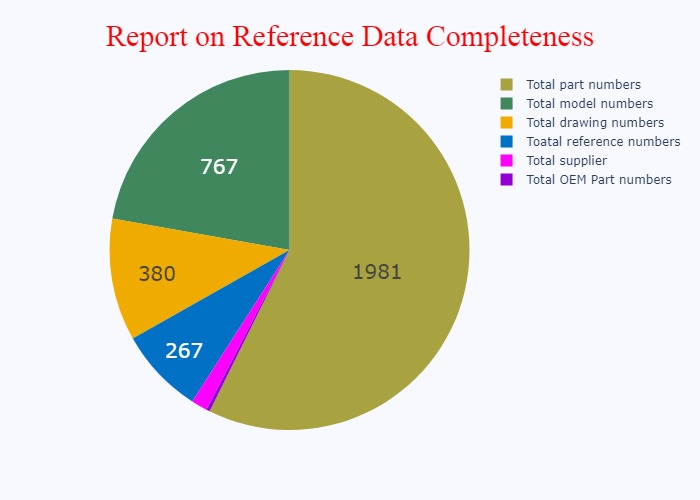 Report on Reference Data Completeness
Total part numbers
Total model numbers
Total drawing numbers
Toatal reference numbers
Total supplier
Total OEM Part numbers
767
1981
380
267